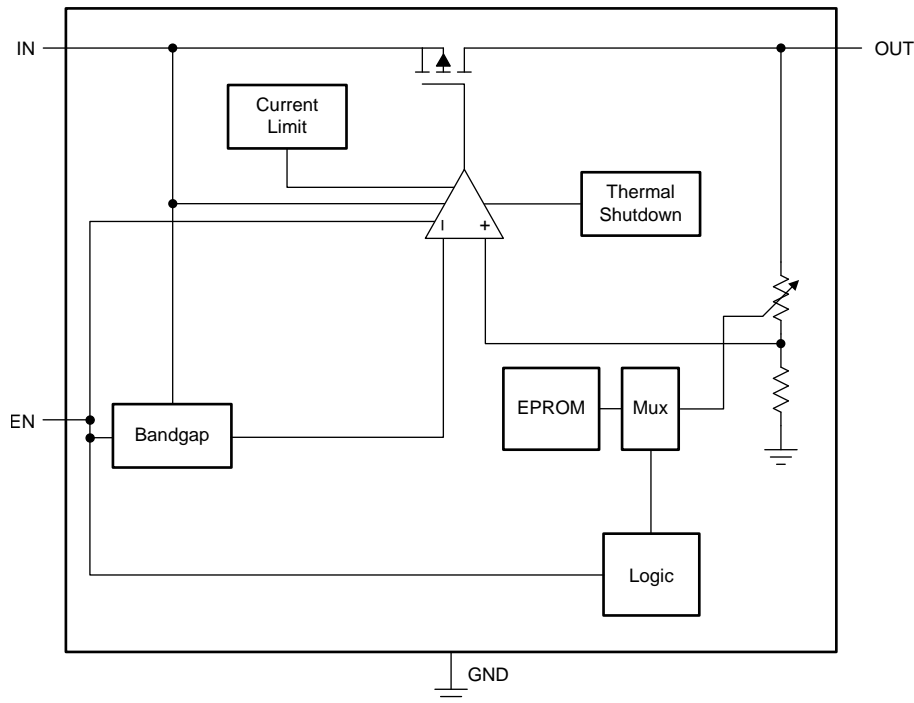 IN
OUT
Current
Limit
Thermal
Shutdown
- +
EPROM
Mux
EN
Bandgap
Logic
GND